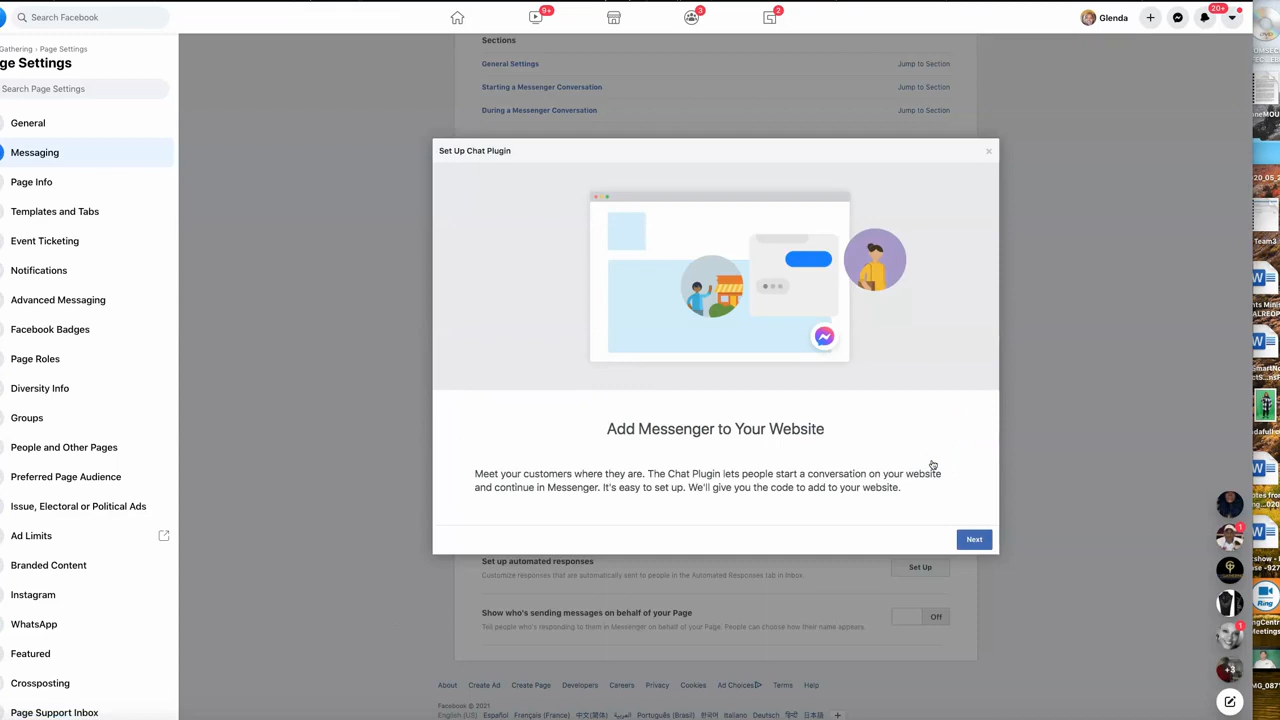 Search Facebook
9+
3
2
Glenda
20+
Gathering › Page Settings
ge Settings
Search Page Settings
General
Messaging
Page Info
Templates and Tabs
Event Ticketing
Notifications
Advanced Messaging
Facebook Badges
Page Roles
Diversity Info
Groups
People and Other Pages
Preferred Page Audience
Issue, Electoral or Political Ads
Ad Limits
Branded Content
Instagram
WhatsApp
Featured
Crossposting
Page Support Inbox
Sections
General Settings Jump to Section
Starting a Messenger Conversation Jump to Section
During a Messenger Conversation Jump to Section
Set Up Chat Plugin
Add Messenger to Your Website
Meet your customers where they are. The Chat Plugin lets people start a conversation on your website
and continue in Messenger. It's easy to set up. We'll give you the code to add to your website.
Next
Set up automated responses
Customize responses that are automatically sent to people in the Automated Responses tab in Inbox.
Set Up
Show who's sending messages on behalf of your Page
Tell people who's responding to them in Messenger on behalf of your Page. People can choose how their name appears.
Off
About Create Ad Create Page Developers Careers Privacy Cookies Ad Choices Terms Help
Facebook © 2021
English (US) Español Français (France) 中文(简体) العربية Português (Brasil) 한국어 Italiano Deutsch 日本語
1
1
+3
DVD
Team3
Ring